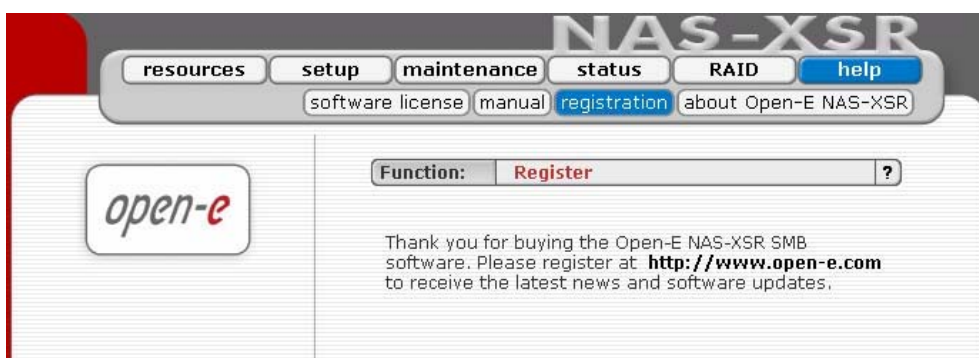 NAS-XSR
resources setup maintenance status RAID help
software license manual registration about Open-E NAS-XSR
open-e
Function: Register ?
Thank you for buying the Open-E NAS-XSR SMB
software. Please register at http://www.open-e.com
to receive the latest news and software updates.